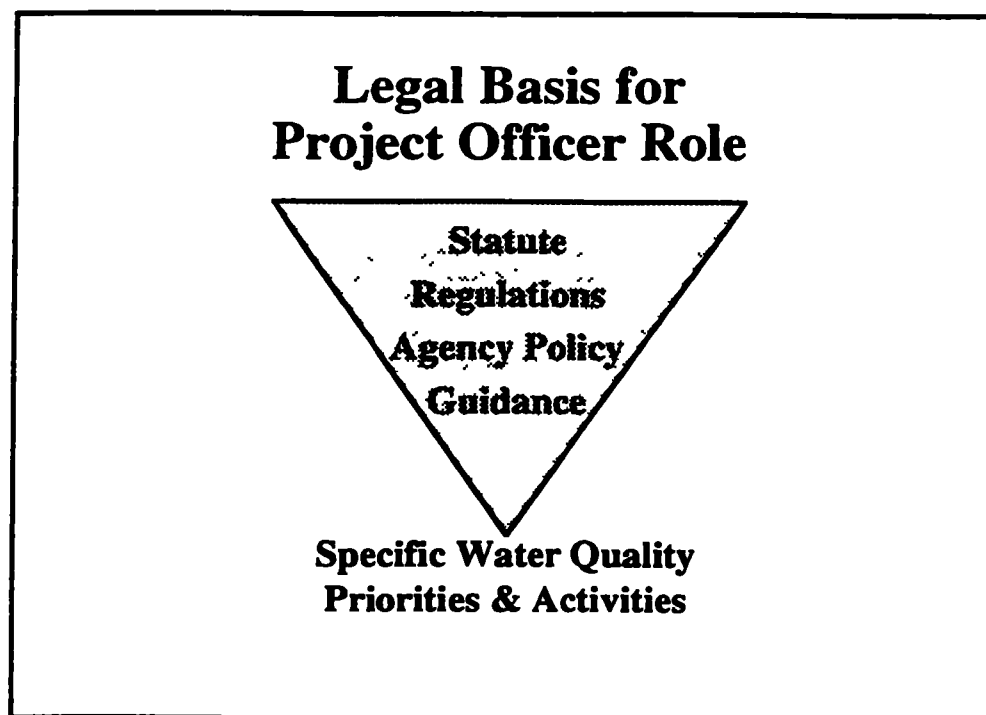 Legal Basis for
Project Officer Role
Statute
Regulations
Agency Policy
Guidance
Specific Water Quality
Priorities & Activities